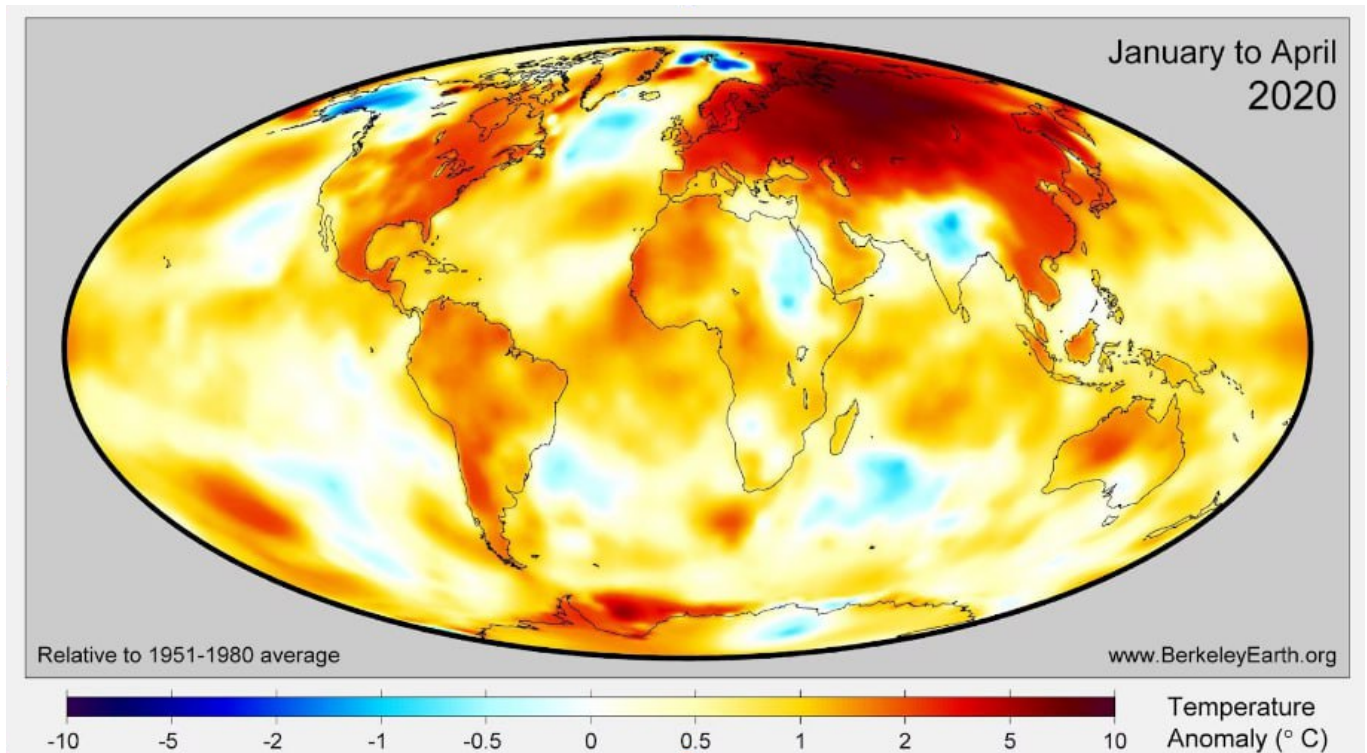 January to April
2020
Relative to 1951-1980 average
www.BerkeleyEarth.org
-10 -5 -2 -1 -0.5 0 0.5 1 2 5 10
Temperature
Anomaly (° C)